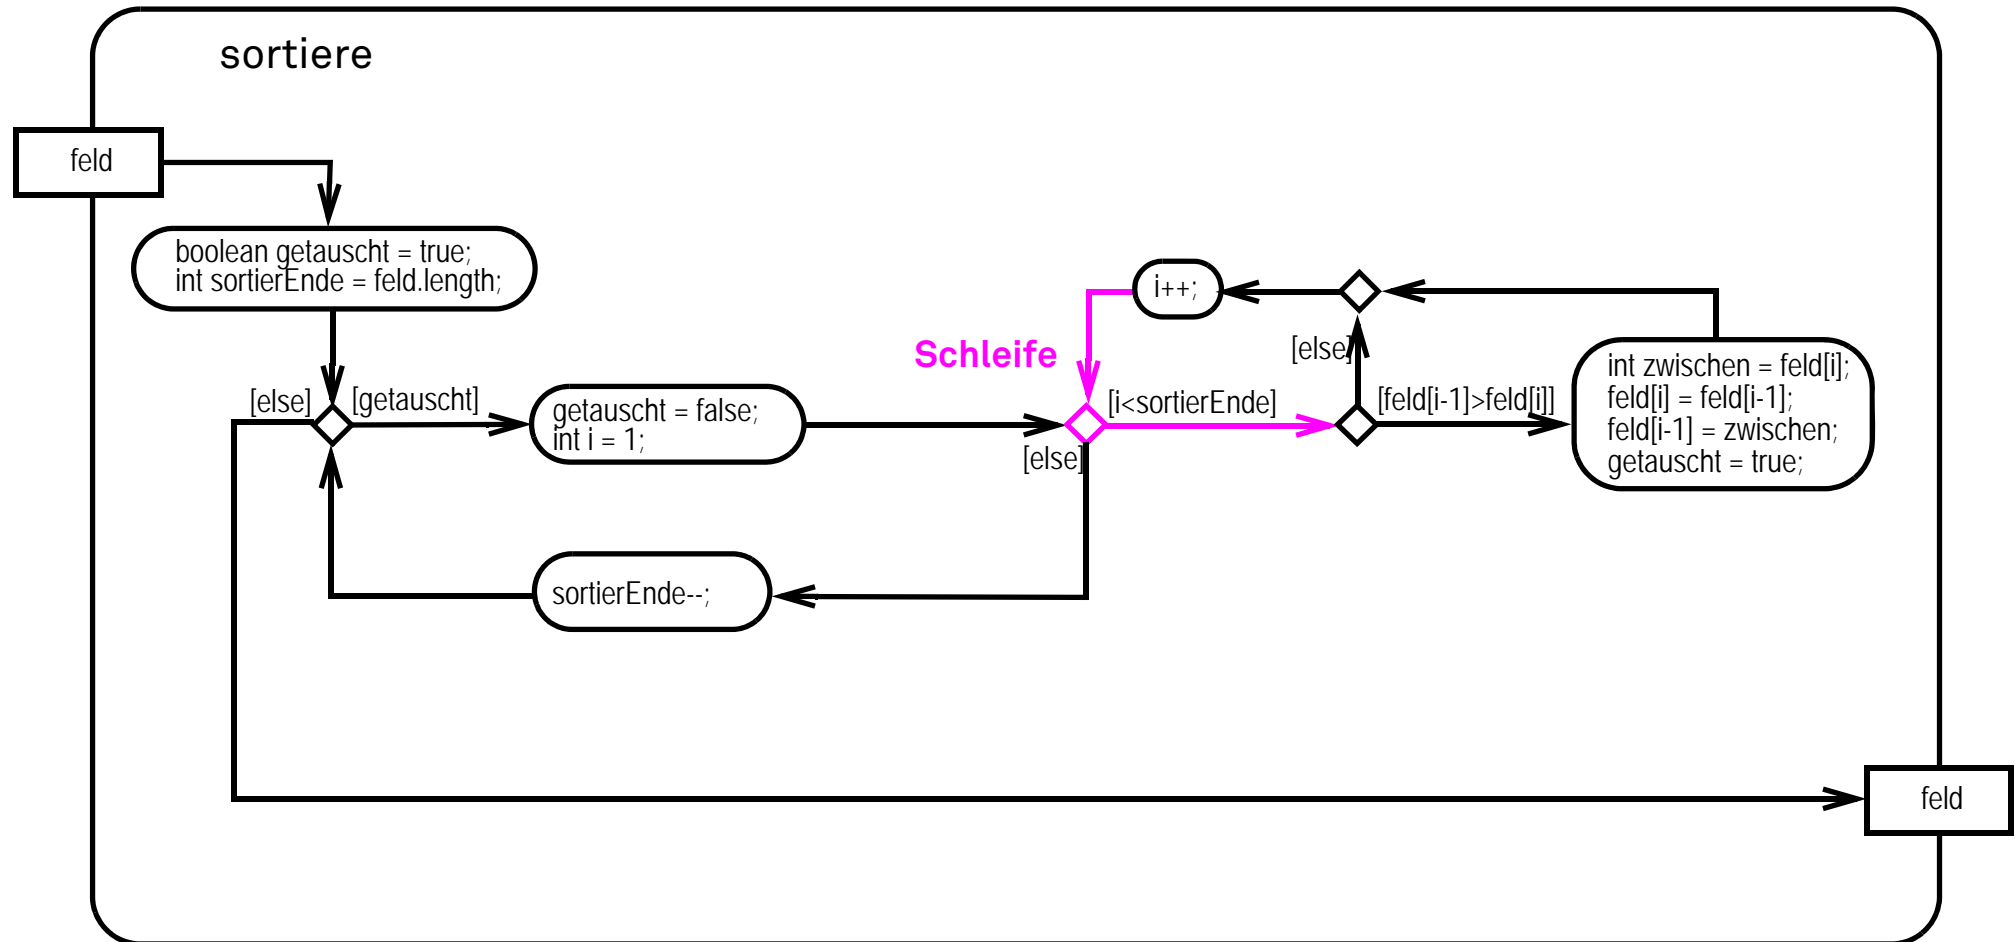 sortiere
feld
boolean getauscht = true;
int sortierEnde = feld.length;
[else]
[getauscht]
getauscht = false;
int i = 1;
sortierEnde--;
Schleife
i++;
[i<sortierEnde]
[else]
[else]
[feld[i-1]>feld[i]]
int zwischen = feld[i];
feld[i] = feld[i-1];
feld[i-1] = zwischen;
getauscht = true;
feld